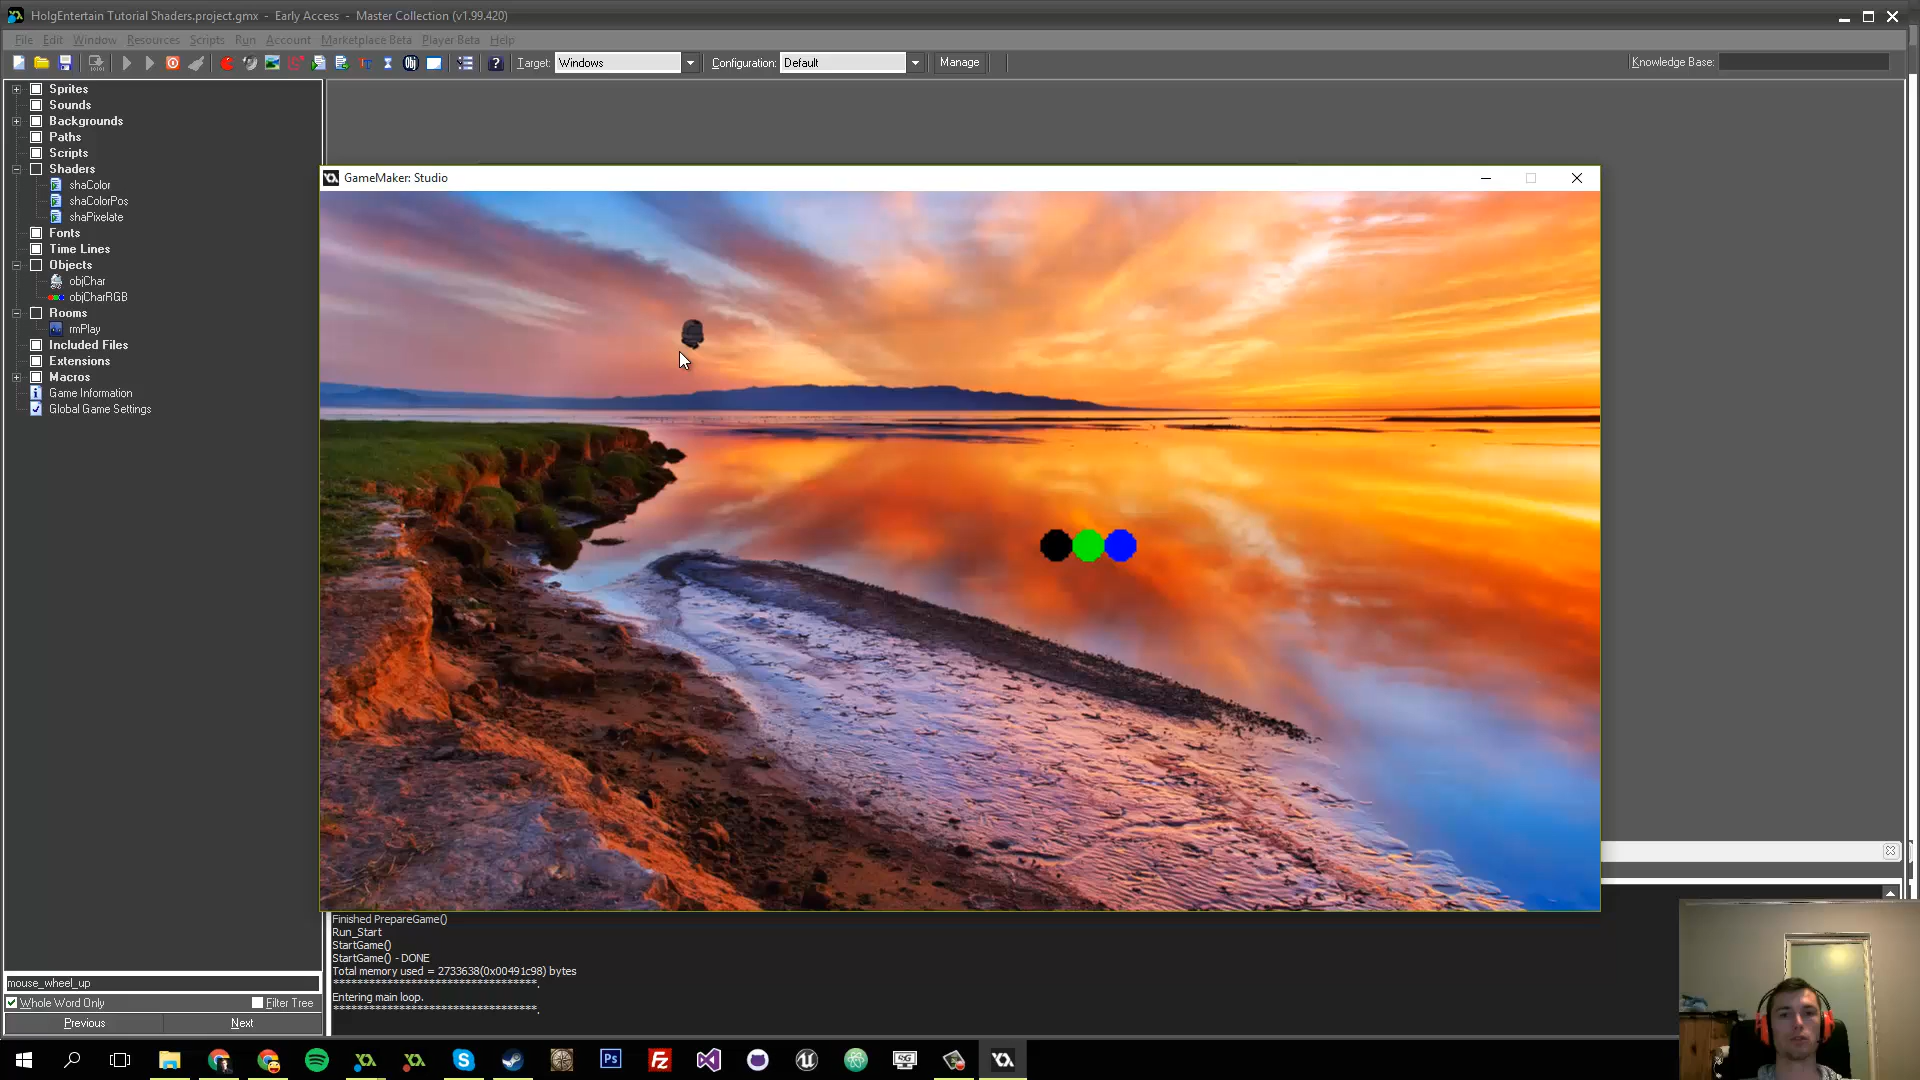 HolgEntertain Tutorial Shaders.project.gmx - Early Access - Master Collection (v1.99.420)
File Edit Window Resources Scripts Run Account Marketplace Beta Player Beta Help
Target: Windows Configuration: Default Manage Knowledge Base:
Sprites
Sounds
Backgrounds
Paths
Scripts
Shaders
shaColor
shaColorPos
shaPixelate
Fonts
Time Lines
Objects
objChar
objCharRGB
Rooms
rmPlay
Included Files
Extensions
Macros
Game Information
Global Game Settings
GameMaker: Studio
Finished PrepareGame()
Run_Start
StartGame()
StartGame() - DONE
Total memory used = 2733638(0x00491c98) bytes
***********************************.
Entering main loop.
***********************************.
mouse_wheel_up
Whole Word Only Filter Tree
Previous Next